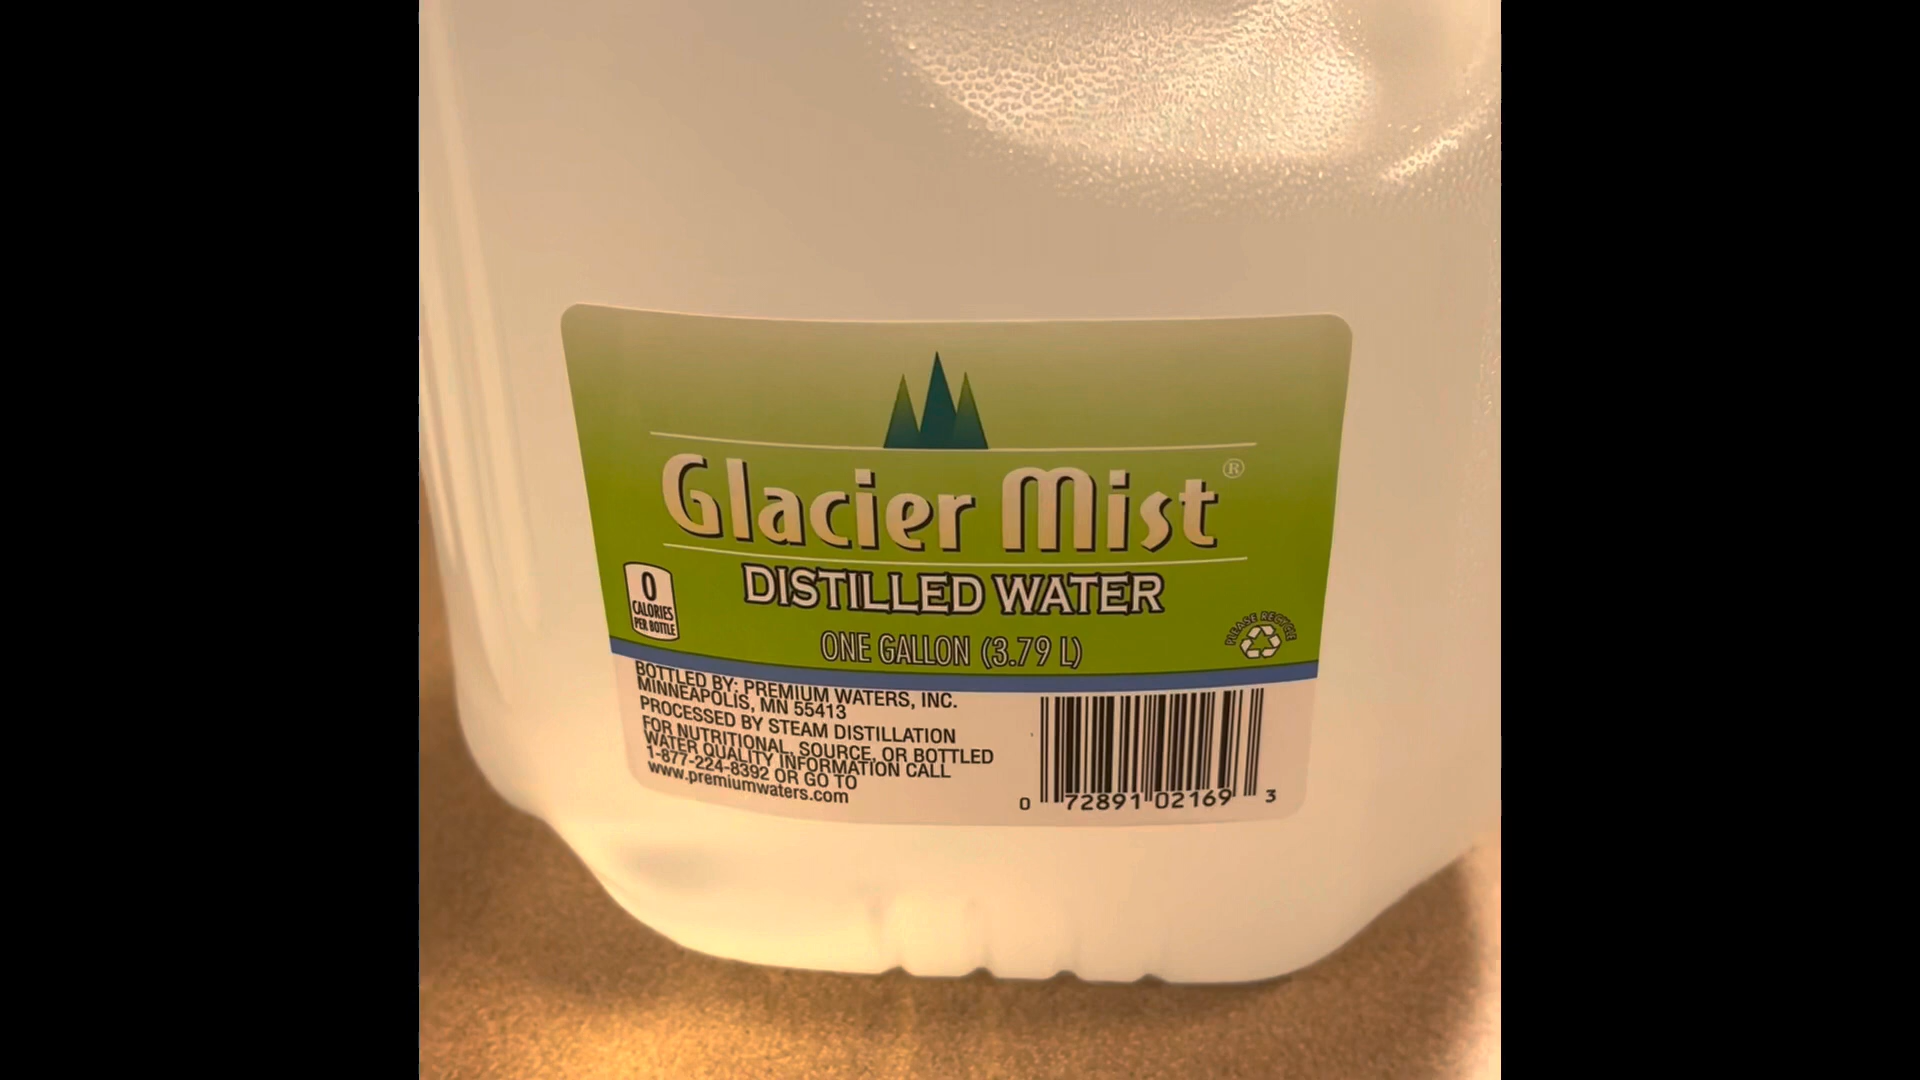 Glacier Mist®
DISTILLED WATER
0
CALORIES
PER BOTTLE
ONE GALLON (3.79 L)
PLEASE RECYCLE
BOTTLED BY: PREMIUM WATERS, INC.
MINNEAPOLIS, MN 55413
PROCESSED BY STEAM DISTILLATION
FOR NUTRITIONAL, SOURCE, OR BOTTLED
WATER QUALITY INFORMATION CALL
1-877-224-8392 OR GO TO
www.premiumwaters.com
0 72891 02169 3